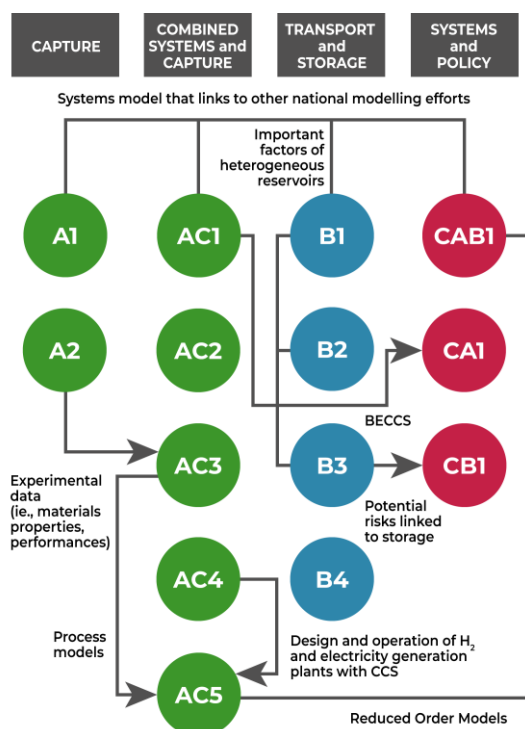 CAPTURE
COMBINED
SYSTEMS and
CAPTURE
TRANSPORT
and
STORAGE
SYSTEMS
and
POLICY
Systems model that links to other national modelling efforts
Important
factors of
heterogeneous
reservoirs
A1
AC1
B1
CAB1
A2
AC2
B2
CA1
BECCS
AC3
B3
CB1
Experimental
data
(ie., materials
properties,
performances)
Potential
risks linked
to storage
AC4
B4
Process
models
Design and operation of H₂
and electricity generation
plants with CCS
AC5
Reduced Order Models